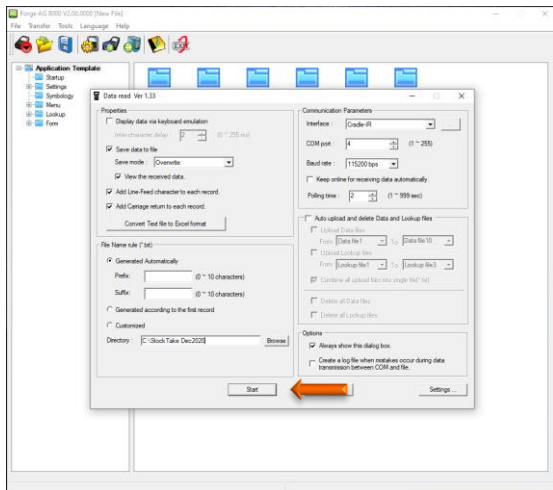 Forge AG 8000 V2.00.0000 [New File]
File Transfer Tools Language Help
Application Template
Startup
Settings
Symbology
Menu
Lookup
Form
Data read Ver 1.33
Properties
Display data via keyboard emulation
Inter-character delay : 2 (0 ~ 255 ms)
Save data to file
Save mode : Overwrite
View the received data.
Add Line-Feed character to each record.
Add Carriage return to each record.
Convert Text file to Excel format
File Name rule (*.txt)
Generated Automatically
Prefix: (0 ~ 10 characters)
Suffix: (0 ~ 10 characters)
Generated according to the first record
Customized
Directory : C:\Stock Take Dec2020 Browse
Communication Parameters
Interface : Cradle-IR ...
COM port : 4 (1 ~ 255)
Baud rate : 115200 bps
Keep online for receiving data automatically.
Polling time : 2 (1 ~ 999 sec)
Auto upload and delete Data and Lookup files
Upload Data files
From Data file1 To Data file10
Upload Lookup files
From Lookup file1 To Lookup file3
Combine all upload files into single file(*.txt)
Delete all Data files
Delete all Lookup files
Options
Always show this dialog box.
Create a log file when mistakes occur during data
transmission between COM and file.
Start
Settings ...